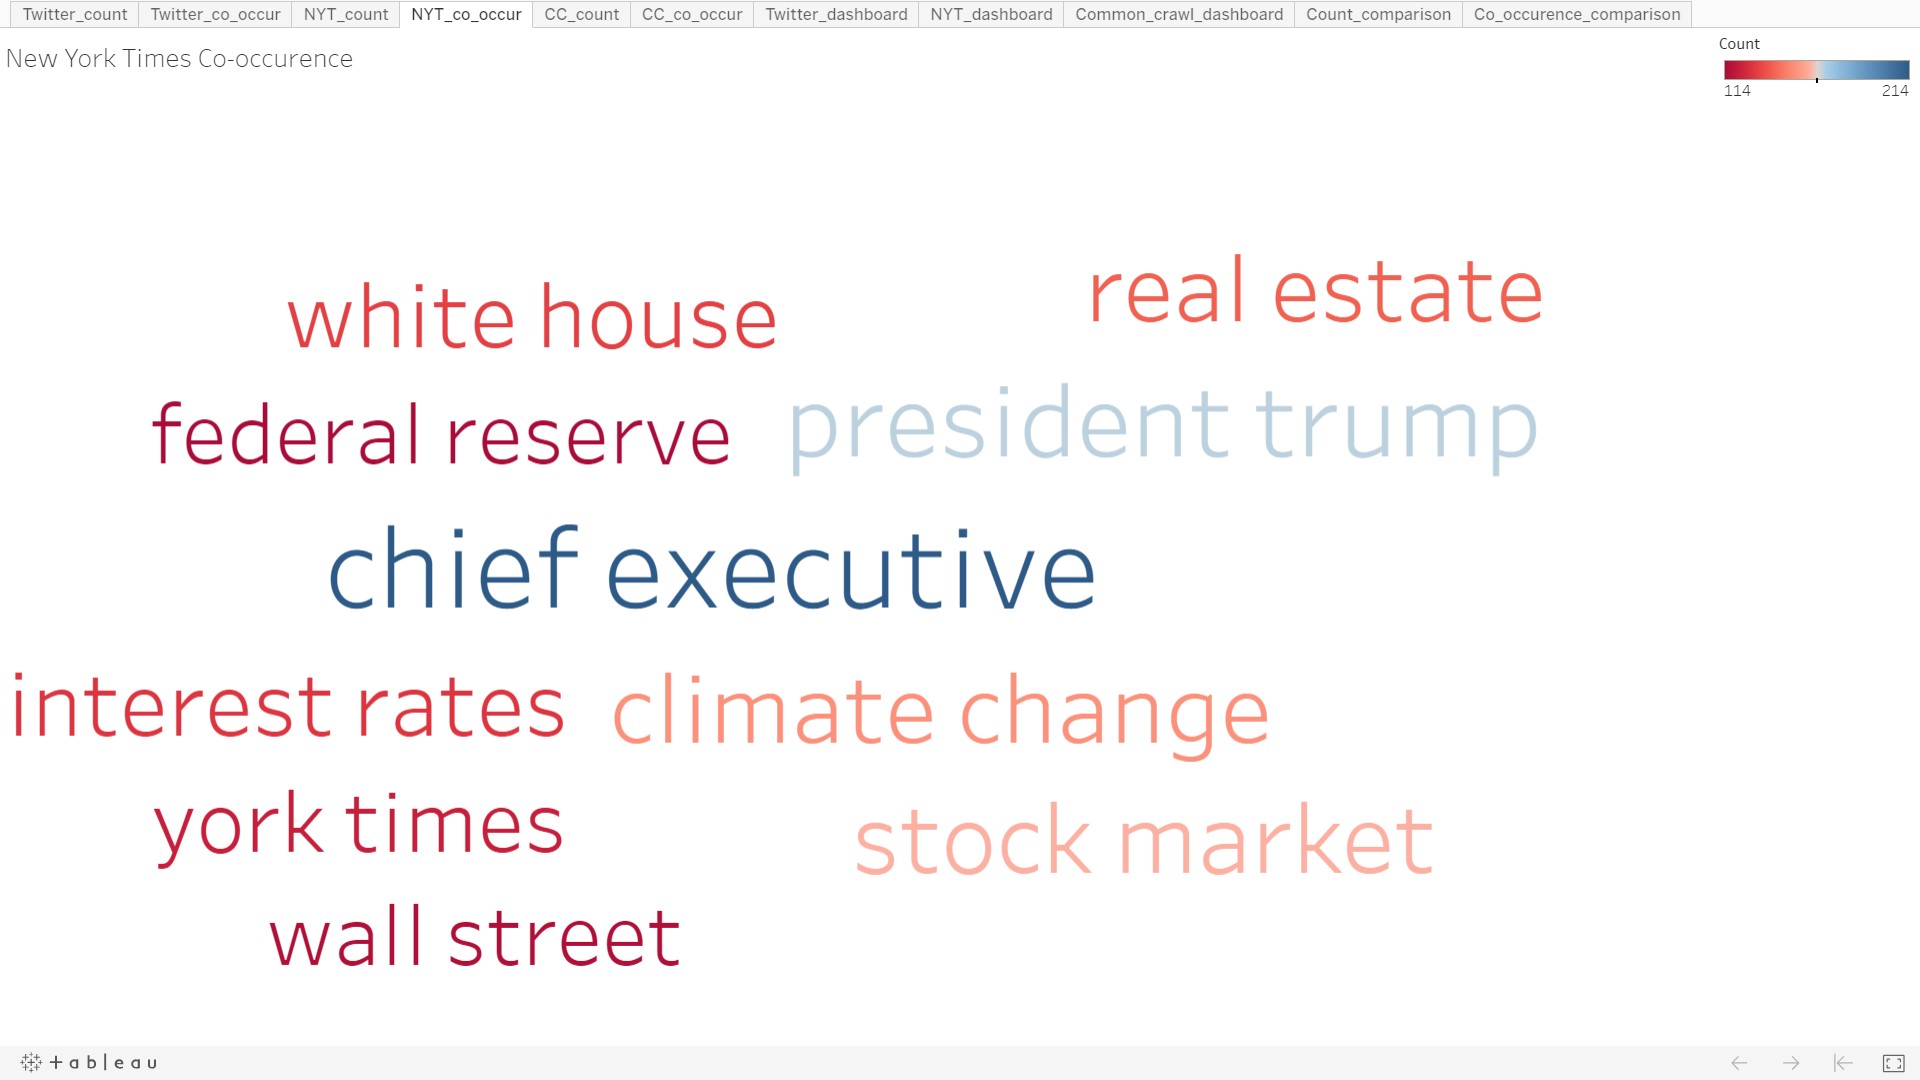 Twitter_count Twitter_co_occur NYT_count NYT_co_occur CC_count CC_co_occur Twitter_dashboard NYT_dashboard Common_crawl_dashboard Count_comparison Co_occurence_comparison
New York Times Co-occurence
Count
114 214
white house
real estate
federal reserve
president trump
chief executive
interest rates
climate change
york times
stock market
wall street
+ableau